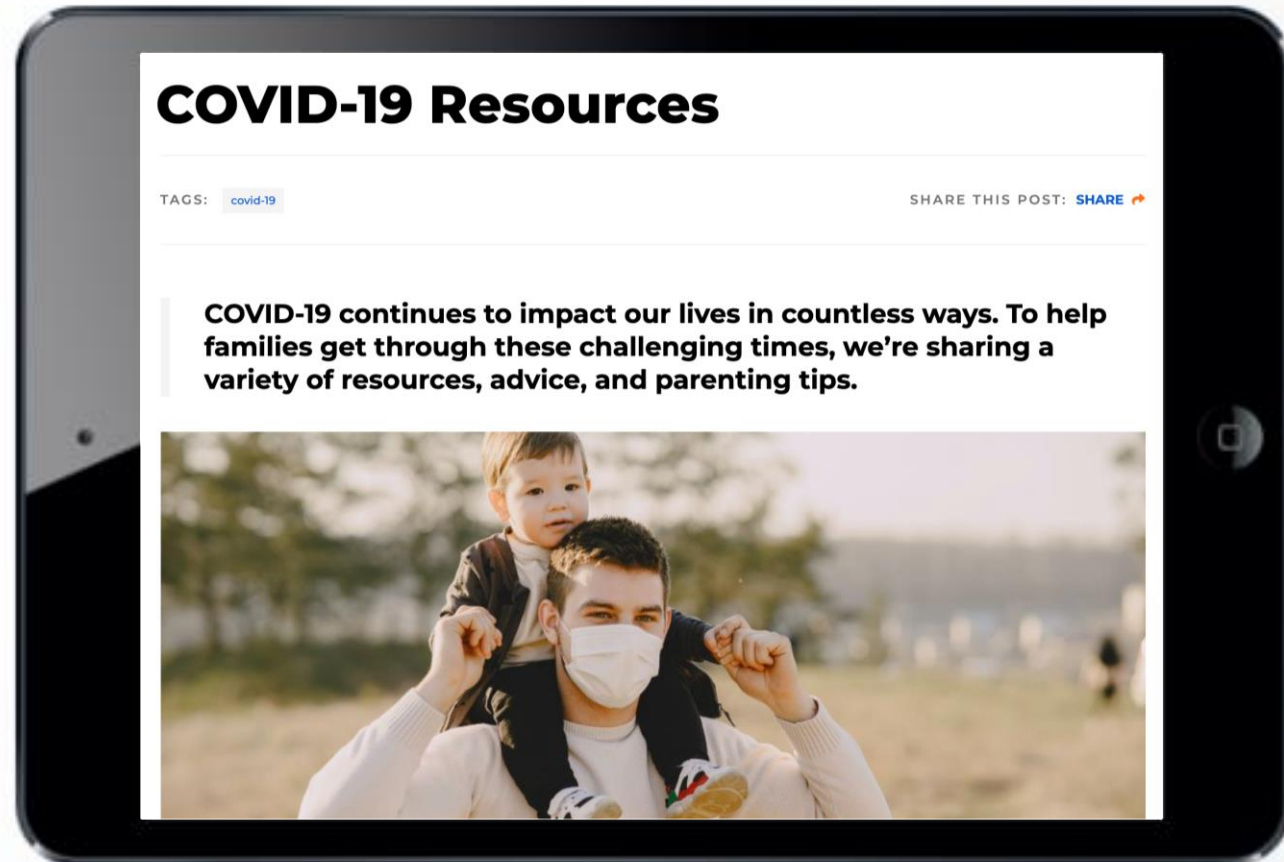 COVID-19 Resources
TAGS: covid-19 SHARE THIS POST: SHARE
COVID-19 continues to impact our lives in countless ways. To help
families get through these challenging times, we’re sharing a
variety of resources, advice, and parenting tips.